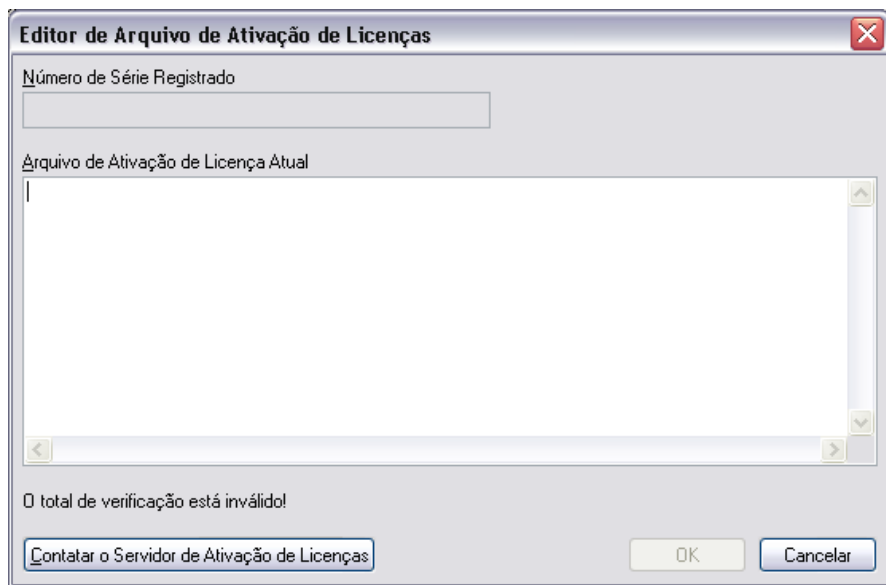 Editor de Arquivo de Ativação de Licenças
Número de Série Registrado
Arquivo de Ativação de Licença Atual
O total de verificação está inválido!
Contatar o Servidor de Ativação de Licenças
OK
Cancelar